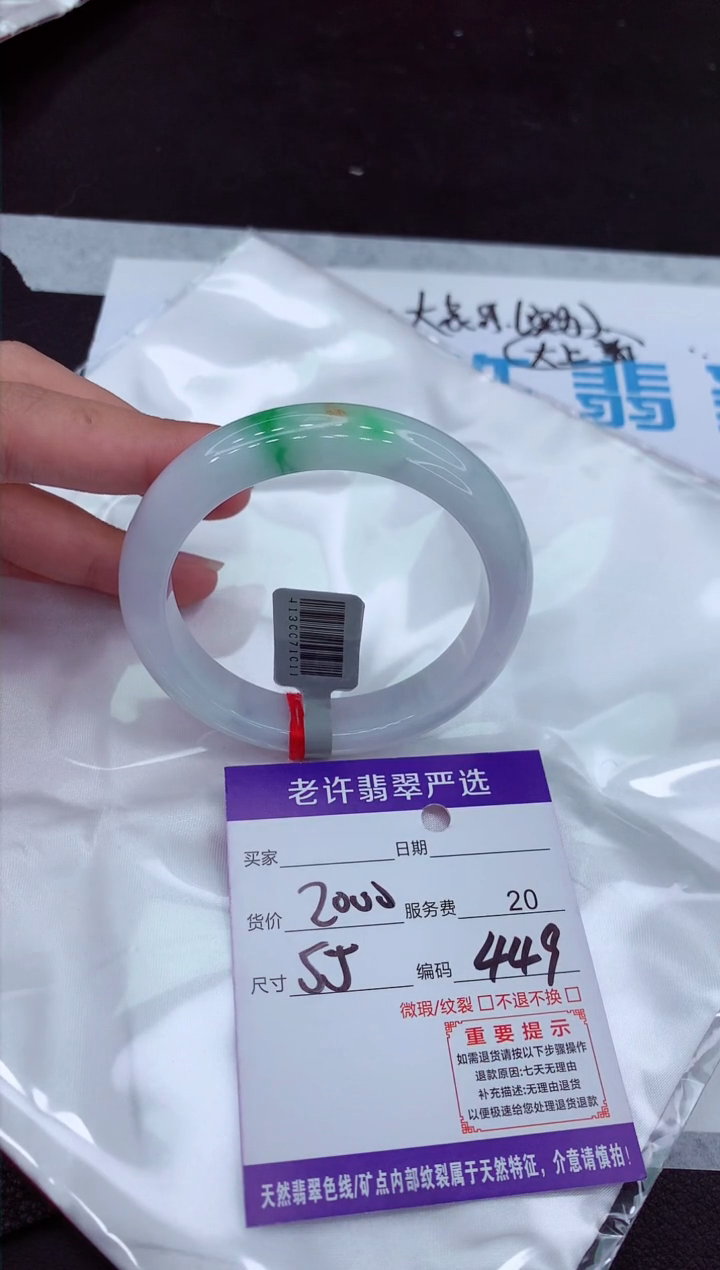 翡
4130071011
老许翡翠严选
买家 日期
货价 2000 服务费 20
尺寸 55 编码 449
微瑕/纹裂 □不退不换 □
重要提示
如需退货请按以下步骤操作
退款原因:七天无理由
补充描述:无理由退货
以便极速给您处理退货退款
天然翡翠色线/矿点内部纹裂属于天然特征，介意请慎拍！